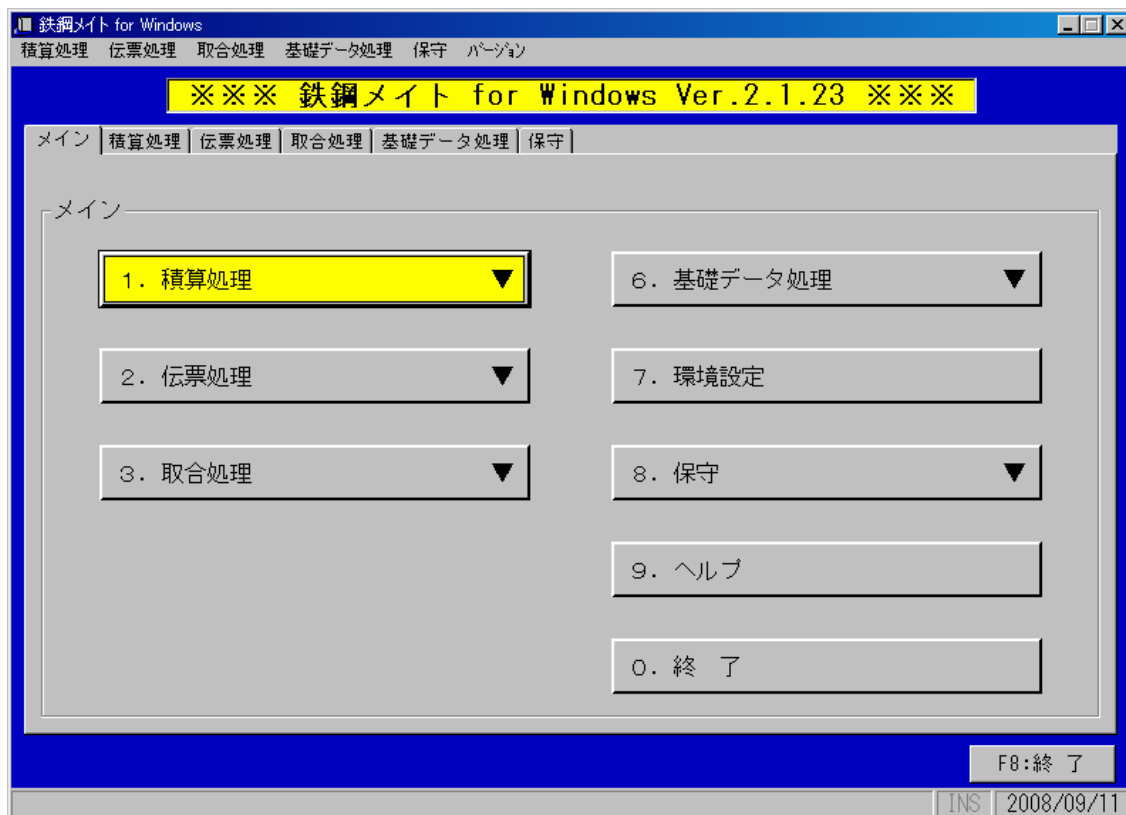 鉄鋼メイト for Windows
積算処理 伝票処理 取合処理 基礎データ処理 保守 バージョン
※※※ 鉄鋼メイト for Windows Ver.2.1.23 ※※※
メイン 積算処理 伝票処理 取合処理 基礎データ処理 保守
メイン
1. 積算処理 ▼
6. 基礎データ処理 ▼
2. 伝票処理 ▼
7. 環境設定
3. 取合処理 ▼
8. 保守 ▼
9. ヘルプ
0. 終 了
F8:終 了
INS 2008/09/11